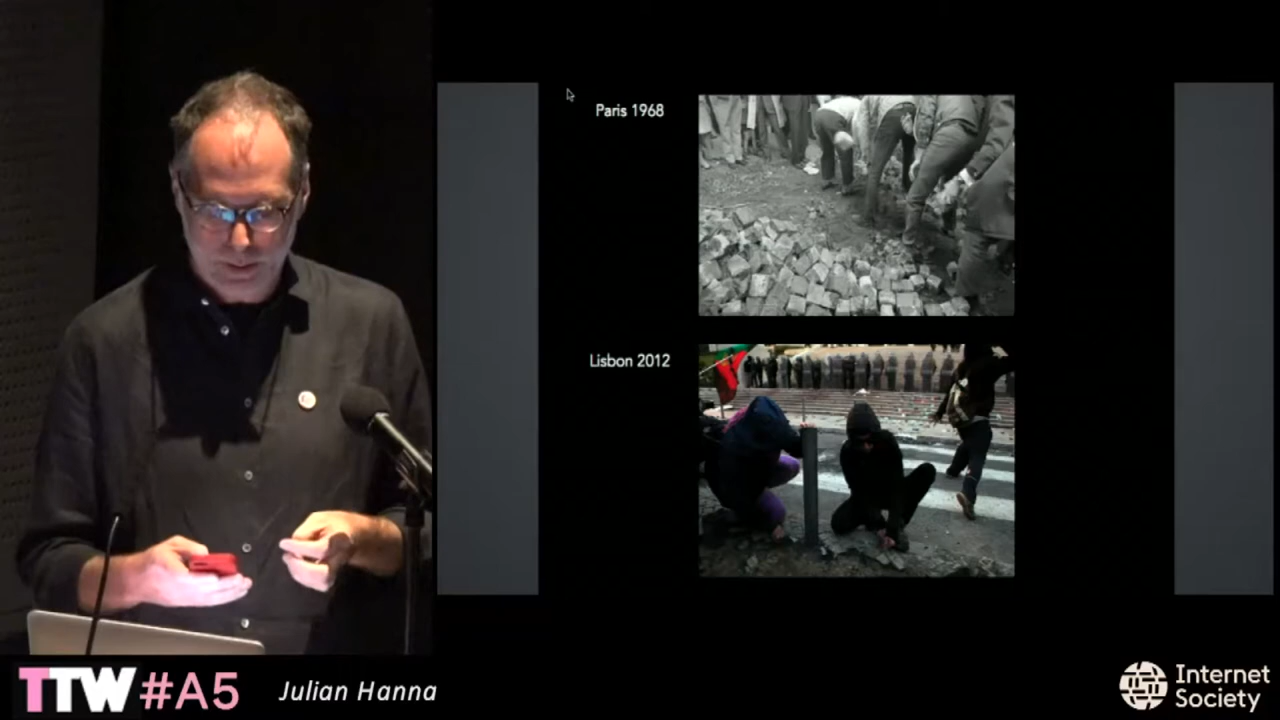 Paris 1968
Lisbon 2012
TTW#A5
Julian Hanna
Internet
Society